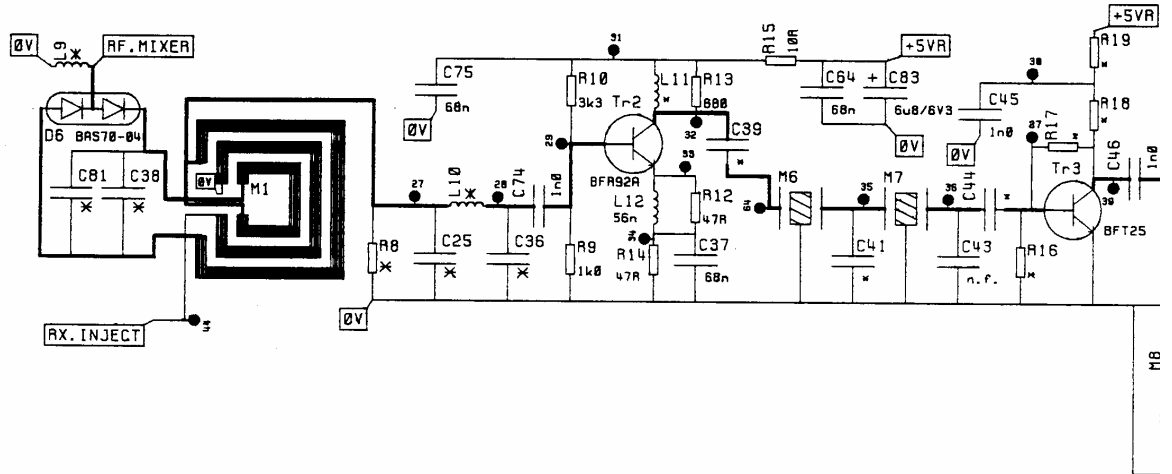 +5VR
0V
L9
*
RF.MIXER
31
R15
10R
+5VR
R19
*
C75
68n
0V
R10
3k3
L11
*
R13
680
C64
68n
+
C83
6u8/6V3
0V
30
C45
1n0
0V
R18
*
D6
BAS70-04
Tr2
32
C39
*
27
R17
*
C46
1n0
29
BFR92A
33
C81
*
C38
*
0V
M1
27
L10
*
28
C74
1n0
L12
56n
R12
47R
M6
64
35
M7
36
C44
*
Tr3
39
BFT25
R8
*
C25
*
C36
*
R9
1k0
34
R14
47R
C37
68n
C41
*
C43
n.f.
R16
*
0V
RX.INJECT
44
M8